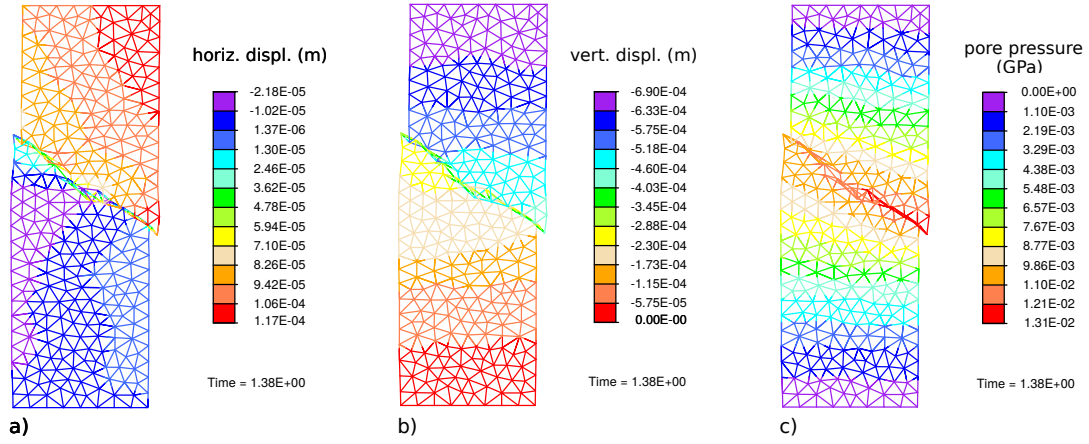 horiz. displ. (m)
-2.18E-05
-1.02E-05
1.37E-06
1.30E-05
2.46E-05
3.62E-05
4.78E-05
5.94E-05
7.10E-05
8.26E-05
9.42E-05
1.06E-04
1.17E-04
Time = 1.38E+00
a)
vert. displ. (m)
-6.90E-04
-6.33E-04
-5.75E-04
-5.18E-04
-4.60E-04
-4.03E-04
-3.45E-04
-2.88E-04
-2.30E-04
-1.73E-04
-1.15E-04
-5.75E-05
0.00E-00
Time = 1.38E+00
b)
pore pressure
(GPa)
0.00E+00
1.10E-03
2.19E-03
3.29E-03
4.38E-03
5.48E-03
6.57E-03
7.67E-03
8.77E-03
9.86E-03
1.10E-02
1.21E-02
1.31E-02
Time = 1.38E+00
c)